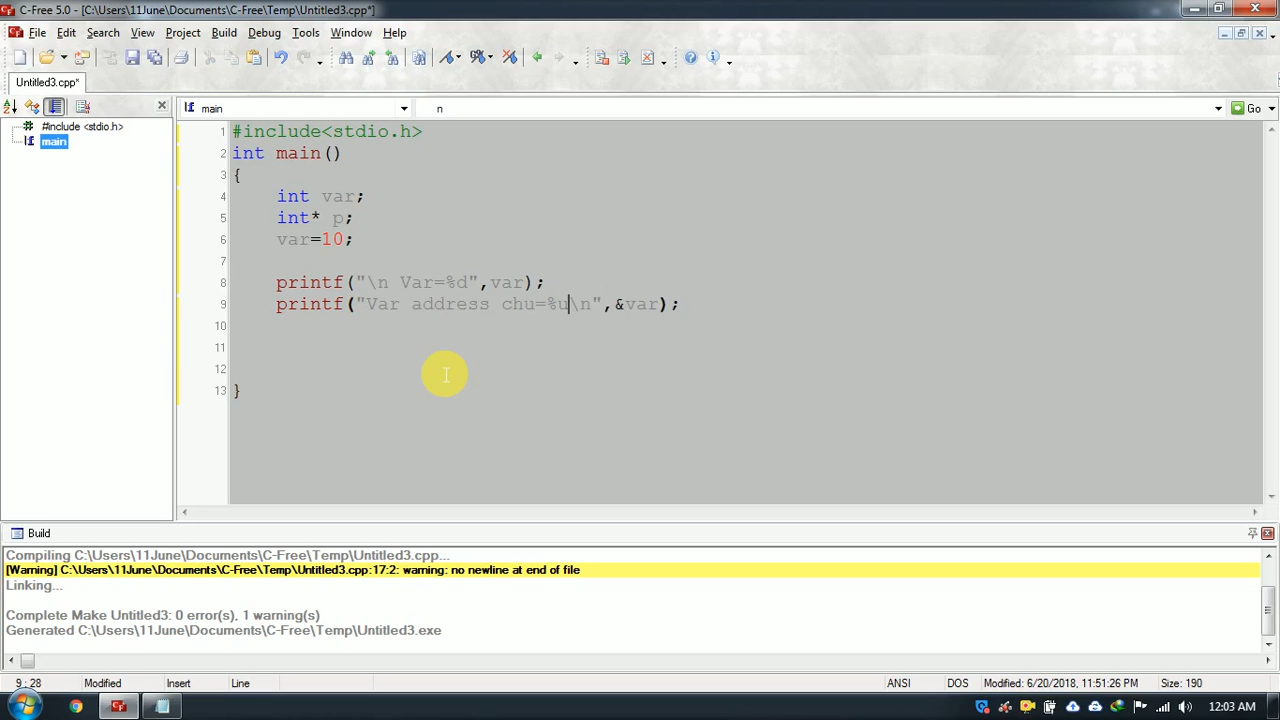 C-Free 5.0 - [C:\Users\11June\Documents\C-Free\Temp\Untitled3.cpp*]
File Edit Search View Project Build Debug Tools Window Help
Untitled3.cpp*
main n Go
#include <stdio.h>
main
1 #include<stdio.h>
2 int main()
3 {
4 int var;
5 int* p;
6 var=10;
7
8 printf("\n Var=%d",var);
9 printf("Var address chu=%u\n",&var);
10
11
12
13 }
Build
Compiling C:\Users\11June\Documents\C-Free\Temp\Untitled3.cpp...
[Warning] C:\Users\11June\Documents\C-Free\Temp\Untitled3.cpp:17:2: warning: no newline at end of file
Linking...
Complete Make Untitled3: 0 error(s), 1 warning(s)
Generated C:\Users\11June\Documents\C-Free\Temp\Untitled3.exe
9 : 28 Modified Insert Line ANSI DOS Modified: 6/20/2018, 11:51:26 PM Size: 190
12:03 AM